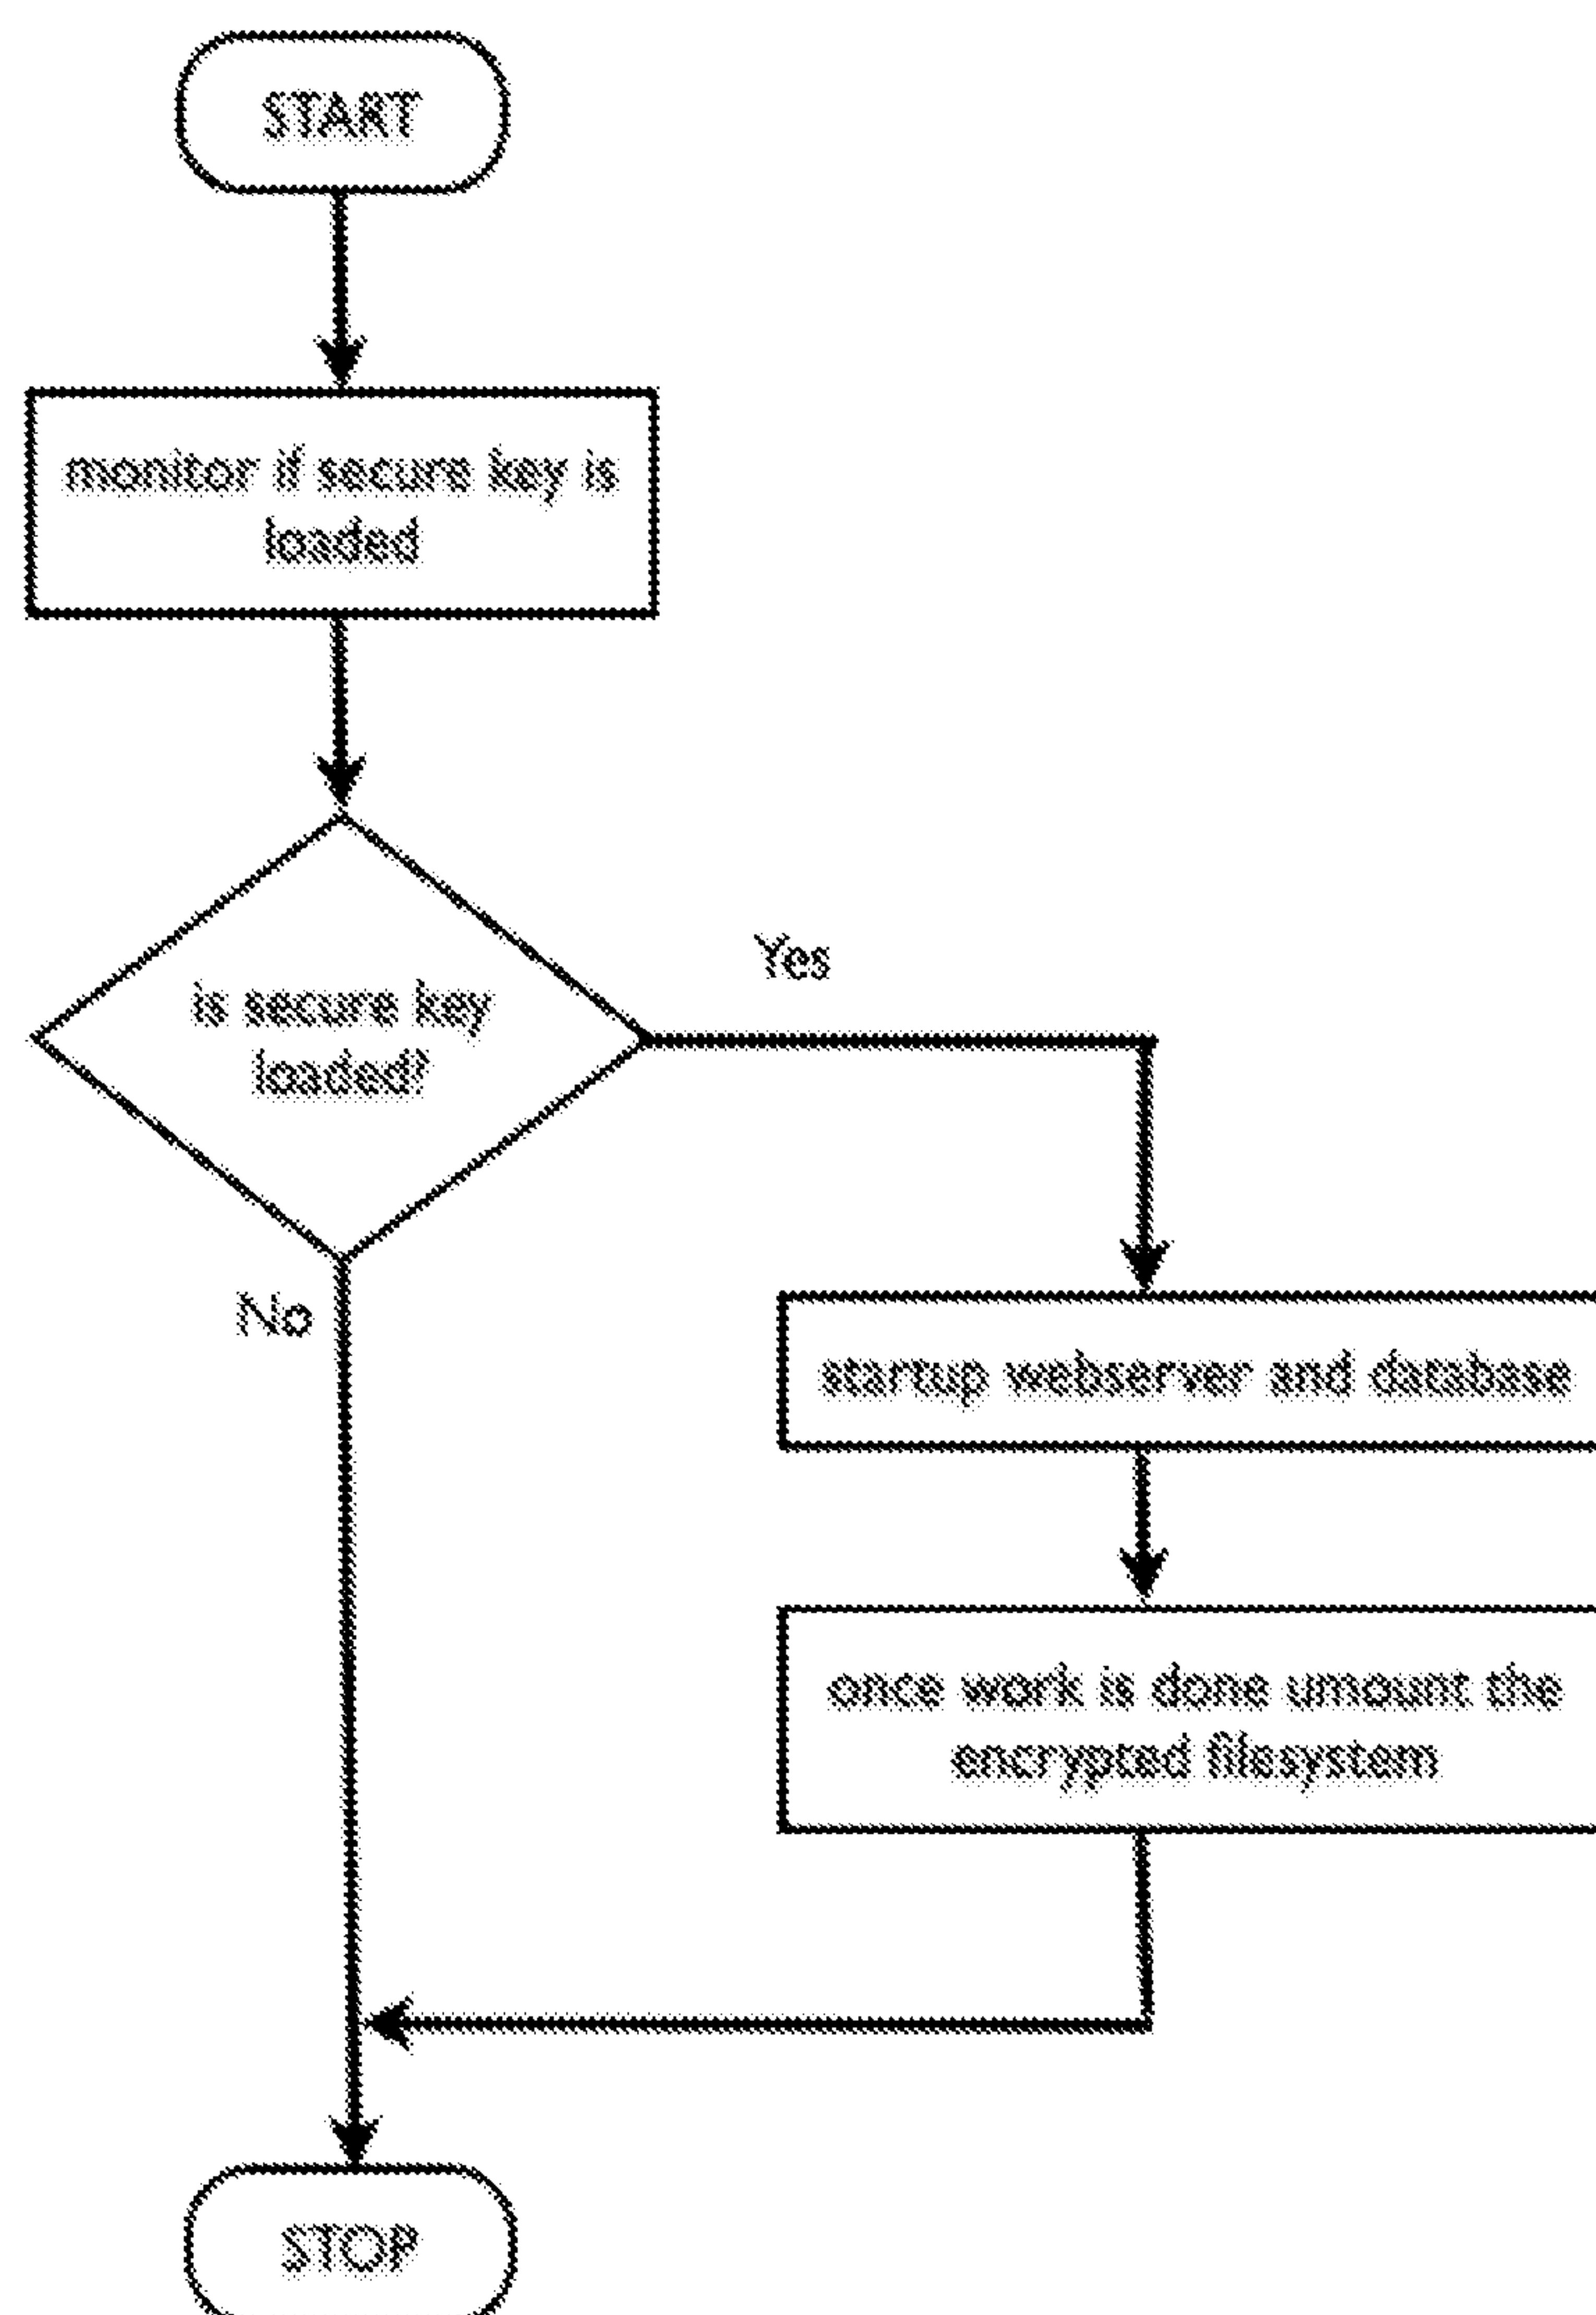 START
monitor if secure key is
loaded
is secure key
loaded?
Yes
No
startup webserver and database
once work is done umount the
encrypted filesystem
STOP